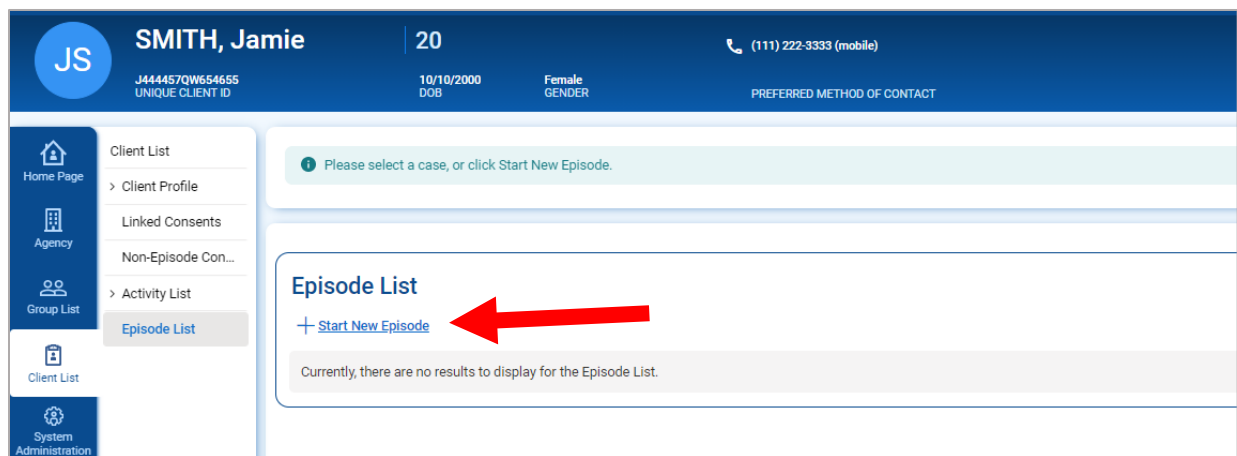 JS
SMITH, Jamie
20
(111) 222-3333 (mobile)
J444457QW654655
UNIQUE CLIENT ID
10/10/2000
DOB
Female
GENDER
PREFERRED METHOD OF CONTACT
Home Page
Agency
Group List
Client List
System
Administration
Client List
> Client Profile
Linked Consents
Non-Episode Con...
> Activity List
Episode List
Please select a case, or click Start New Episode.
Episode List
+ Start New Episode
Currently, there are no results to display for the Episode List.